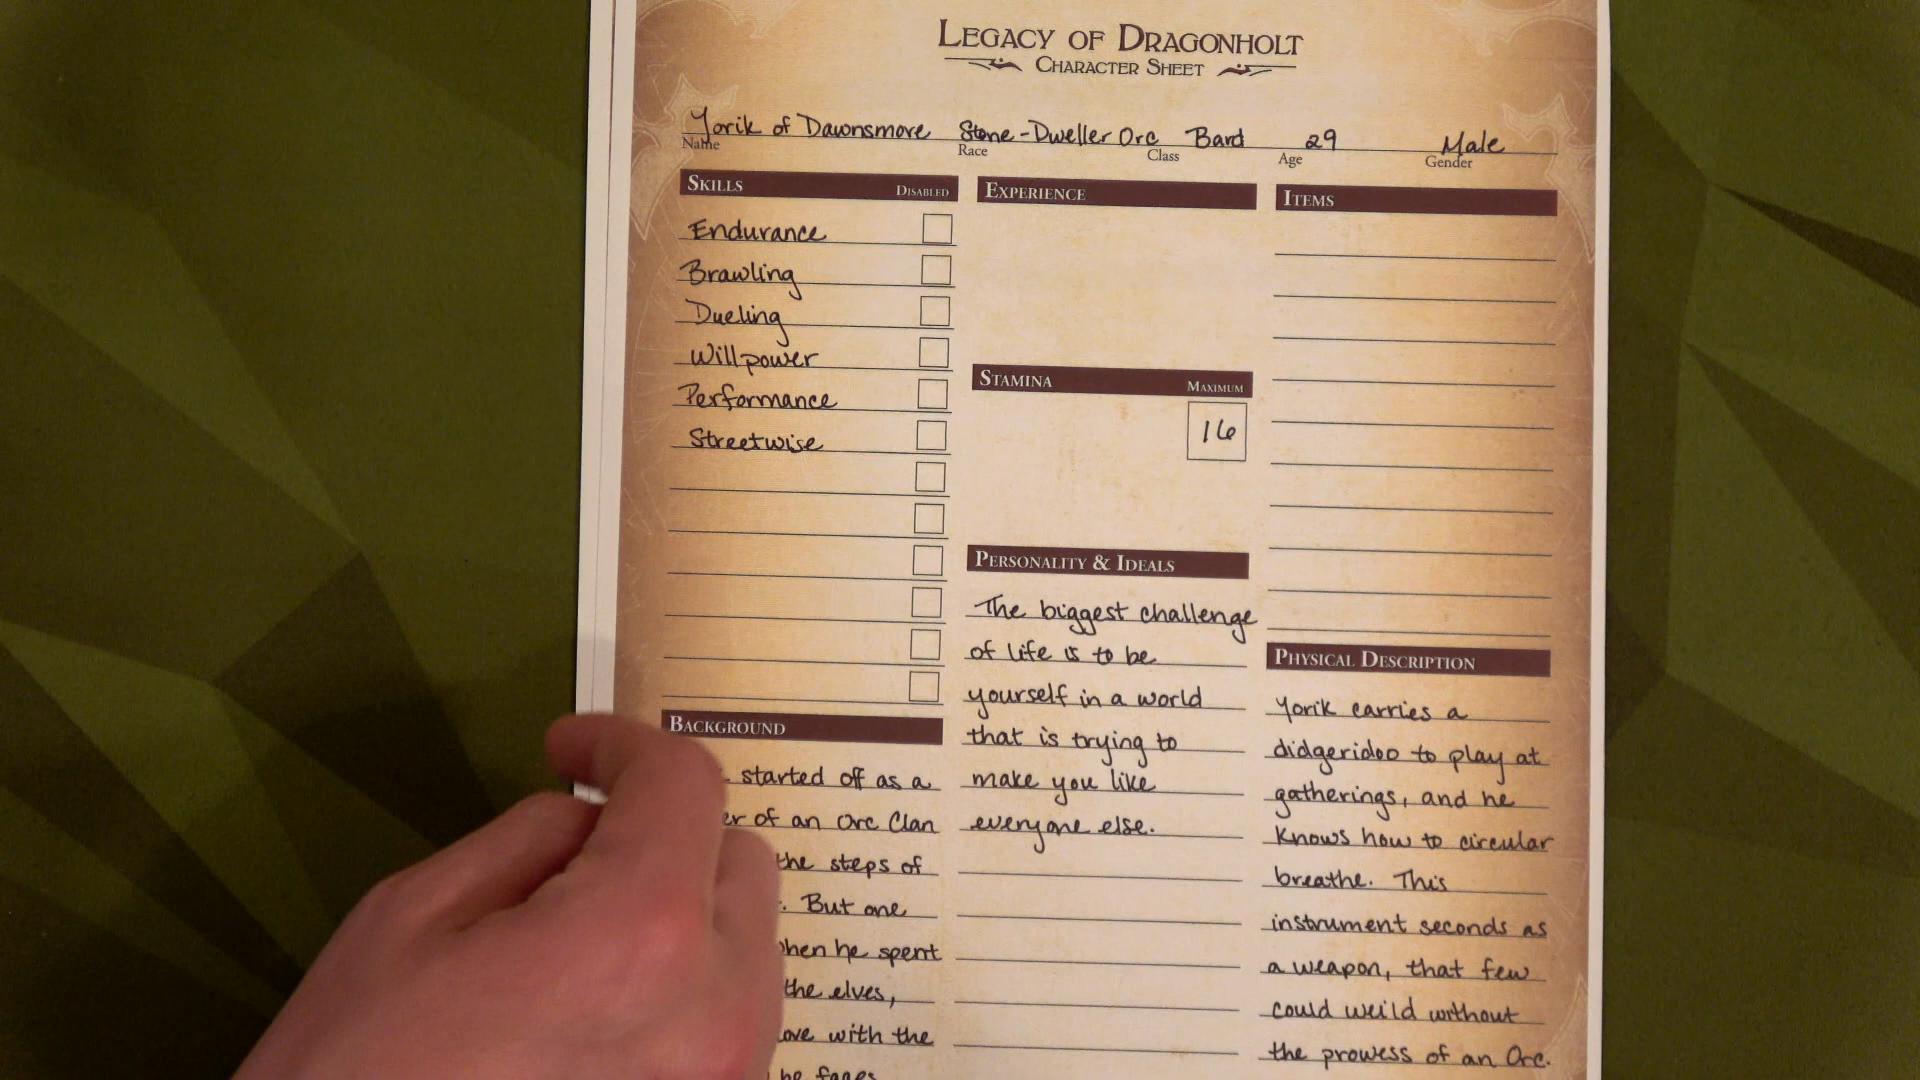 LEGACY OF DRAGONHOLT
CHARACTER SHEET
Yorik of Dawnsmore Stone-Dweller Orc Bard 29 Male
Name Race Class Age Gender
SKILLS DISABLED
Endurance
Brawling
Dueling
Willpower
Performance
Streetwise
BACKGROUND
started off as a
of an Orc Clan
the steps of
But one
when he spent
the elves,
with the
he faces
EXPERIENCE
STAMINA MAXIMUM
16
PERSONALITY & IDEALS
The biggest challenge
of life is to be
yourself in a world
that is trying to
make you like
everyone else.
ITEMS
PHYSICAL DESCRIPTION
Yorik carries a
didgeridoo to play at
gatherings, and he
knows how to circular
breathe. This
instrument seconds as
a weapon, that few
could weild without
the prowess of an Orc.